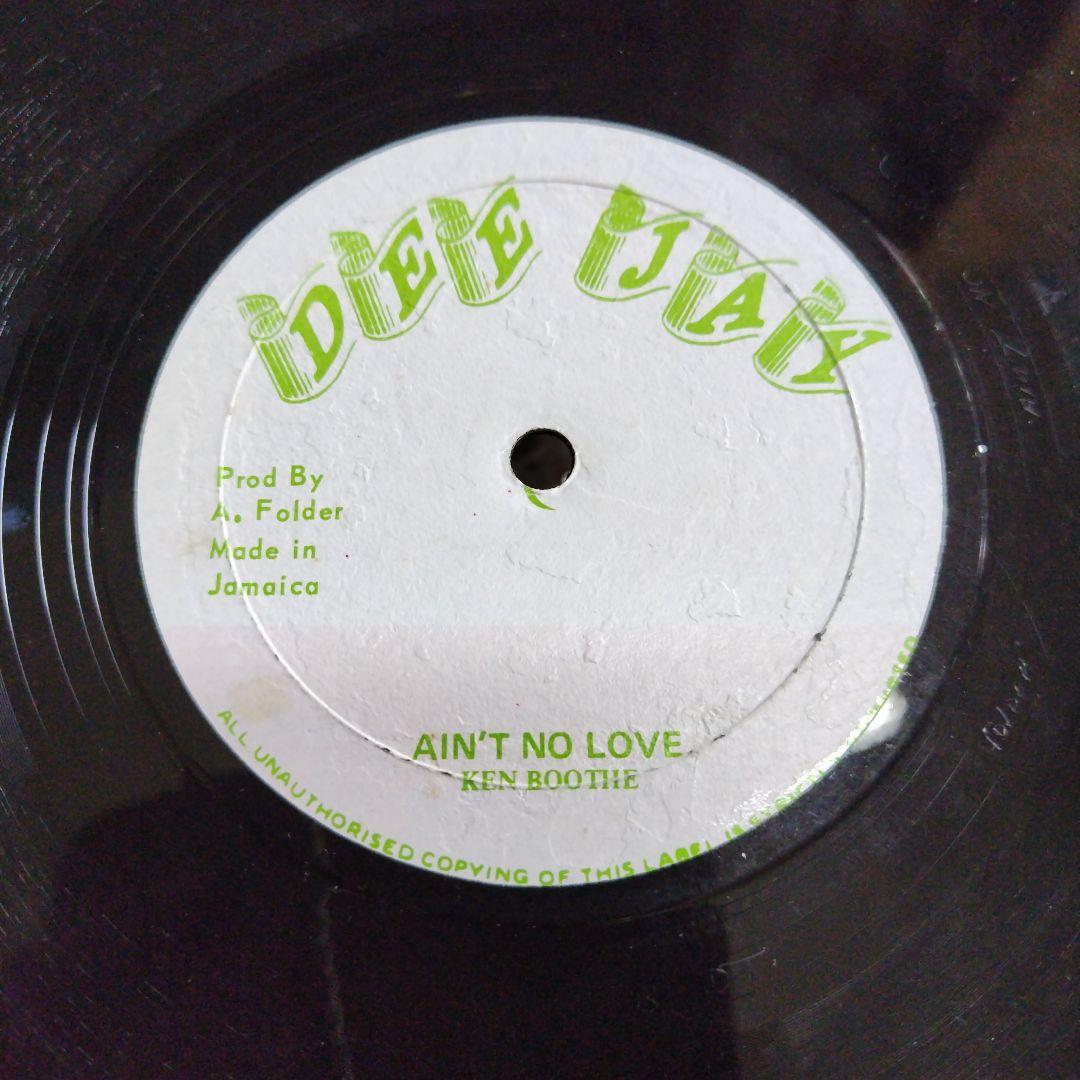 DEE JAY
Prod By
A. Folder
Made in
Jamaica
AIN'T NO LOVE
KEN BOOTHE
ALL UNAUTHORISED COPYING OF THIS LABEL IS